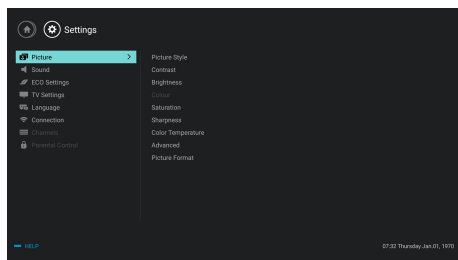 Settings
Picture
Sound
ECO Settings
TV Settings
Language
Connection
Channels
Parental Control
Picture Style
Contrast
Brightness
Colour
Saturation
Sharpness
Color Temperature
Advanced
Picture Format
HELP
07:32 Thursday Jan.01, 1970